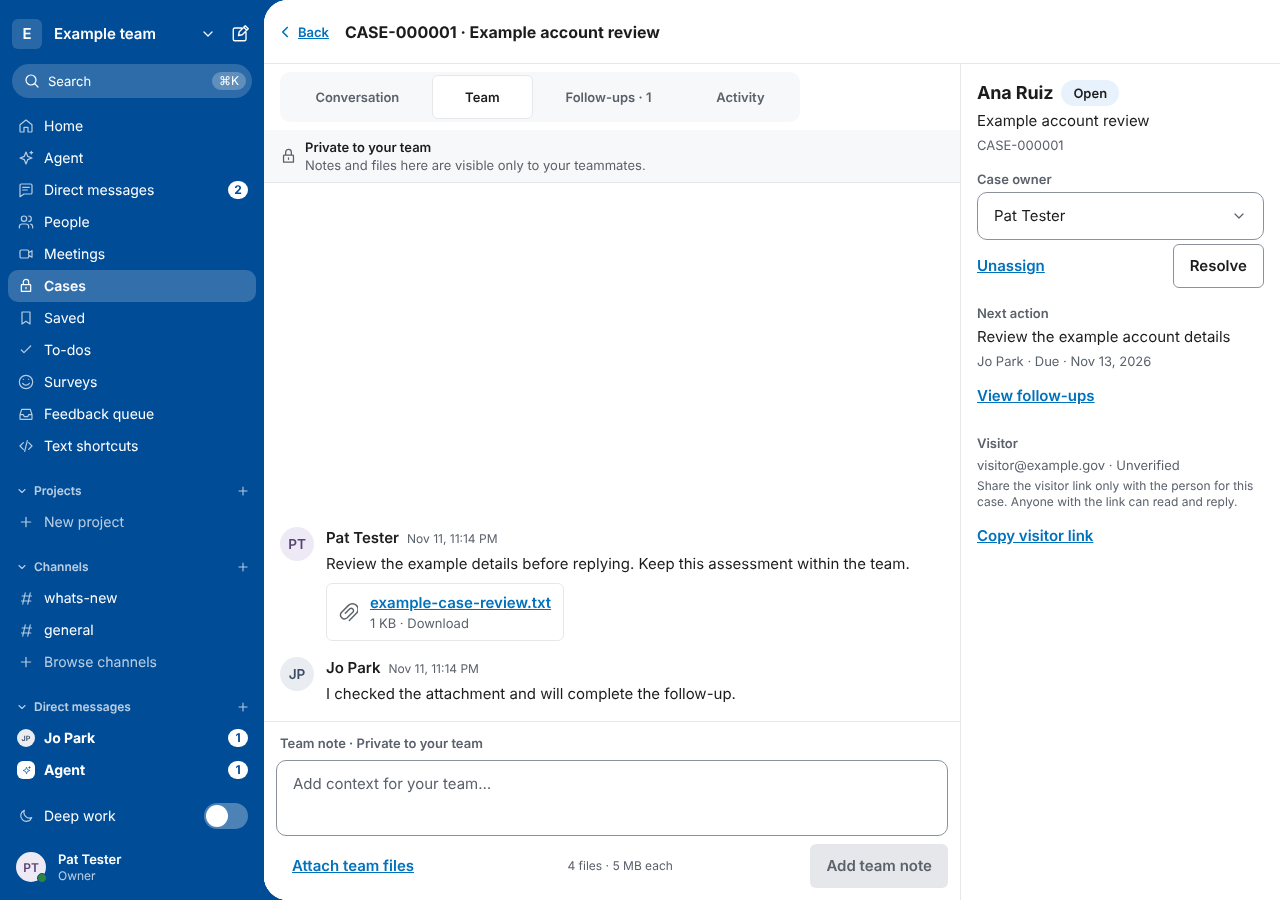 E
Example team
Search
⌘K
Home
Agent
Direct messages
2
People
Meetings
Cases
Saved
To-dos
Surveys
Feedback queue
Text shortcuts
Projects
New project
Channels
# whats-new
# general
Browse channels
Direct messages
JP
Jo Park
1
Agent
1
Deep work
PT
Pat Tester
Owner
Back
CASE-000001 · Example account review
Conversation
Team
Follow-ups · 1
Activity
Private to your team
Notes and files here are visible only to your teammates.
PT
Pat Tester Nov 11, 11:14 PM
Review the example details before replying. Keep this assessment within the team.
example-case-review.txt
1 KB · Download
JP
Jo Park Nov 11, 11:14 PM
I checked the attachment and will complete the follow-up.
Team note · Private to your team
Add context for your team...
Attach team files
4 files · 5 MB each
Add team note
Ana Ruiz
Open
Example account review
CASE-000001
Case owner
Pat Tester
Unassign
Resolve
Next action
Review the example account details
Jo Park · Due · Nov 13, 2026
View follow-ups
Visitor
visitor@example.gov · Unverified
Share the visitor link only with the person for this
case. Anyone with the link can read and reply.
Copy visitor link